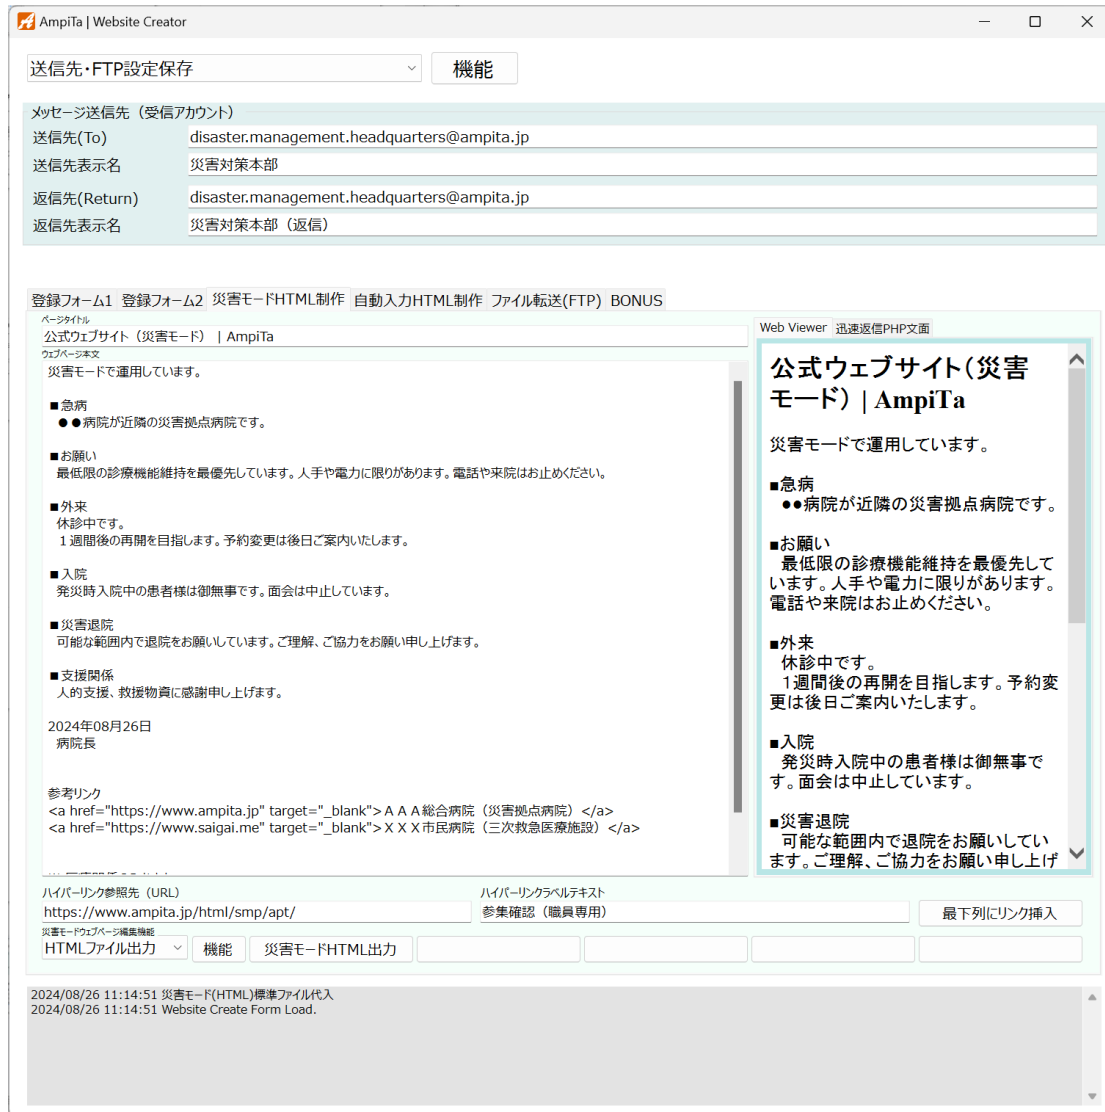 AmpiTa | Website Creator
送信先・FTP設定保存
機能
メッセージ送信先（受信アカウント）
送信先(To)
disaster.management.headquarters@ampita.jp
送信先表示名
災害対策本部
返信先(Return)
disaster.management.headquarters@ampita.jp
返信先表示名
災害対策本部（返信）
登録フォーム1 登録フォーム2 災害モードHTML制作 自動入力HTML制作 ファイル転送(FTP) BONUS
ページタイトル
公式ウェブサイト（災害モード） | AmpiTa
ウェブページ本文
災害モードで運用しています。
■急病
●●病院が近隣の災害拠点病院です。
■お願い
最低限の診療機能維持を最優先しています。人手や電力に限りがあります。電話や来院はお止めください。
■外来
休診中です。
１週間後の再開を目指します。予約変更は後日ご案内いたします。
■入院
発災時入院中の患者様は御無事です。面会は中止しています。
■災害退院
可能な範囲内で退院をお願いしています。ご理解、ご協力をお願い申し上げます。
■支援関係
人的支援、救援物資に感謝申し上げます。
2024年08月26日
病院長
参考リンク
<a href="https://www.ampita.jp" target="_blank">ＡＡＡ総合病院（災害拠点病院）</a>
<a href="https://www.saigai.me" target="_blank">ＸＸＸ市民病院（三次救急医療施設）</a>
Web Viewer 迅速返信PHP文面
公式ウェブサイト（災害
モード） | AmpiTa
災害モードで運用しています。
■急病
●●病院が近隣の災害拠点病院です。
■お願い
最低限の診療機能維持を最優先して
います。人手や電力に限りがあります。
電話や来院はお止めください。
■外来
休診中です。
１週間後の再開を目指します。予約変
更は後日ご案内いたします。
■入院
発災時入院中の患者様は御無事で
す。面会は中止しています。
■災害退院
可能な範囲内で退院をお願いしてい
ます。ご理解、ご協力をお願い申し上げ
ハイパーリンク参照先（URL）
https://www.ampita.jp/html/smp/apt/
ハイパーリンクラベルテキスト
参集確認（職員専用）
最下列にリンク挿入
災害モードウェブページ編集機能
HTMLファイル出力
機能
災害モードHTML出力
2024/08/26 11:14:51 災害モード(HTML)標準ファイル代入
2024/08/26 11:14:51 Website Create Form Load.